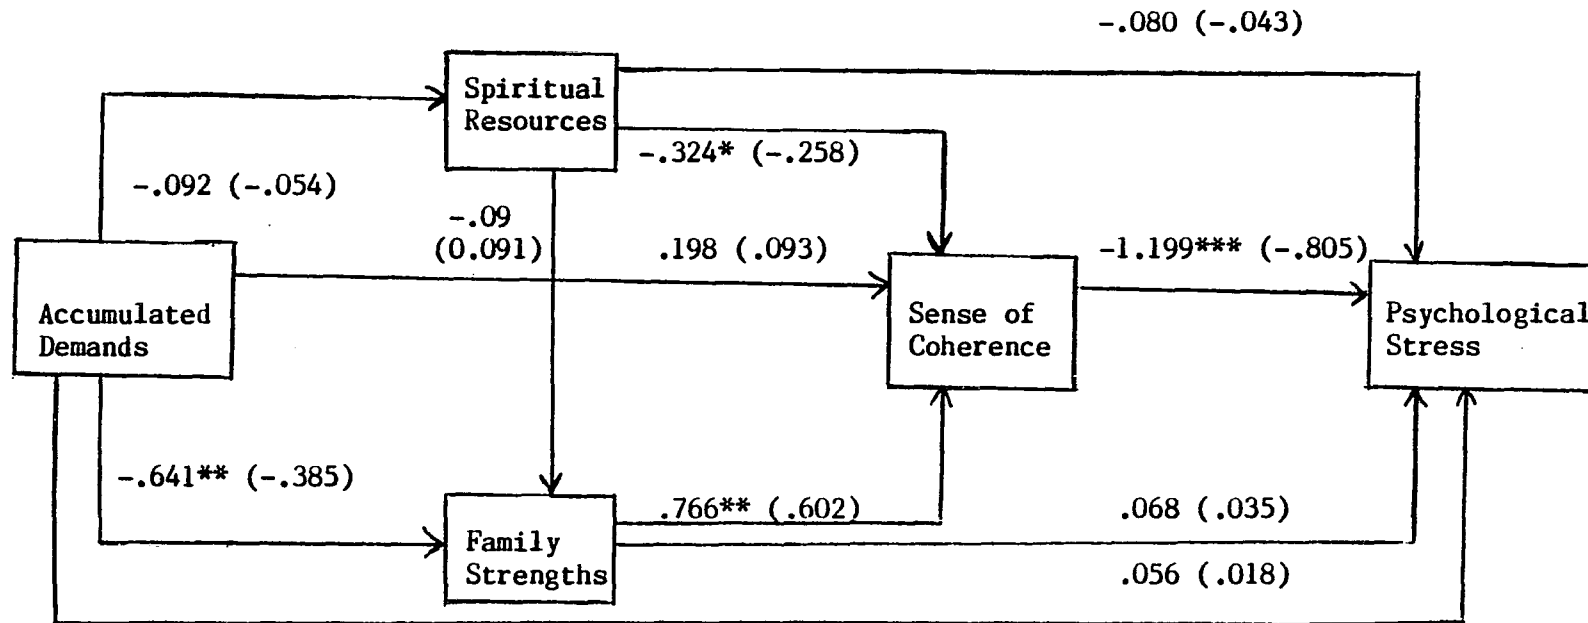 -.080 (-.043)
Spiritual
Resources
-.324* (-.258)
-.092 (-.054)
-.09
(0.091)
.198 (.093)
-1.199*** (-.805)
Accumulated
Demands
Sense of
Coherence
Psychological
Stress
-.641** (-.385)
.766** (.602)
.068 (.035)
Family
Strengths
.056 (.018)